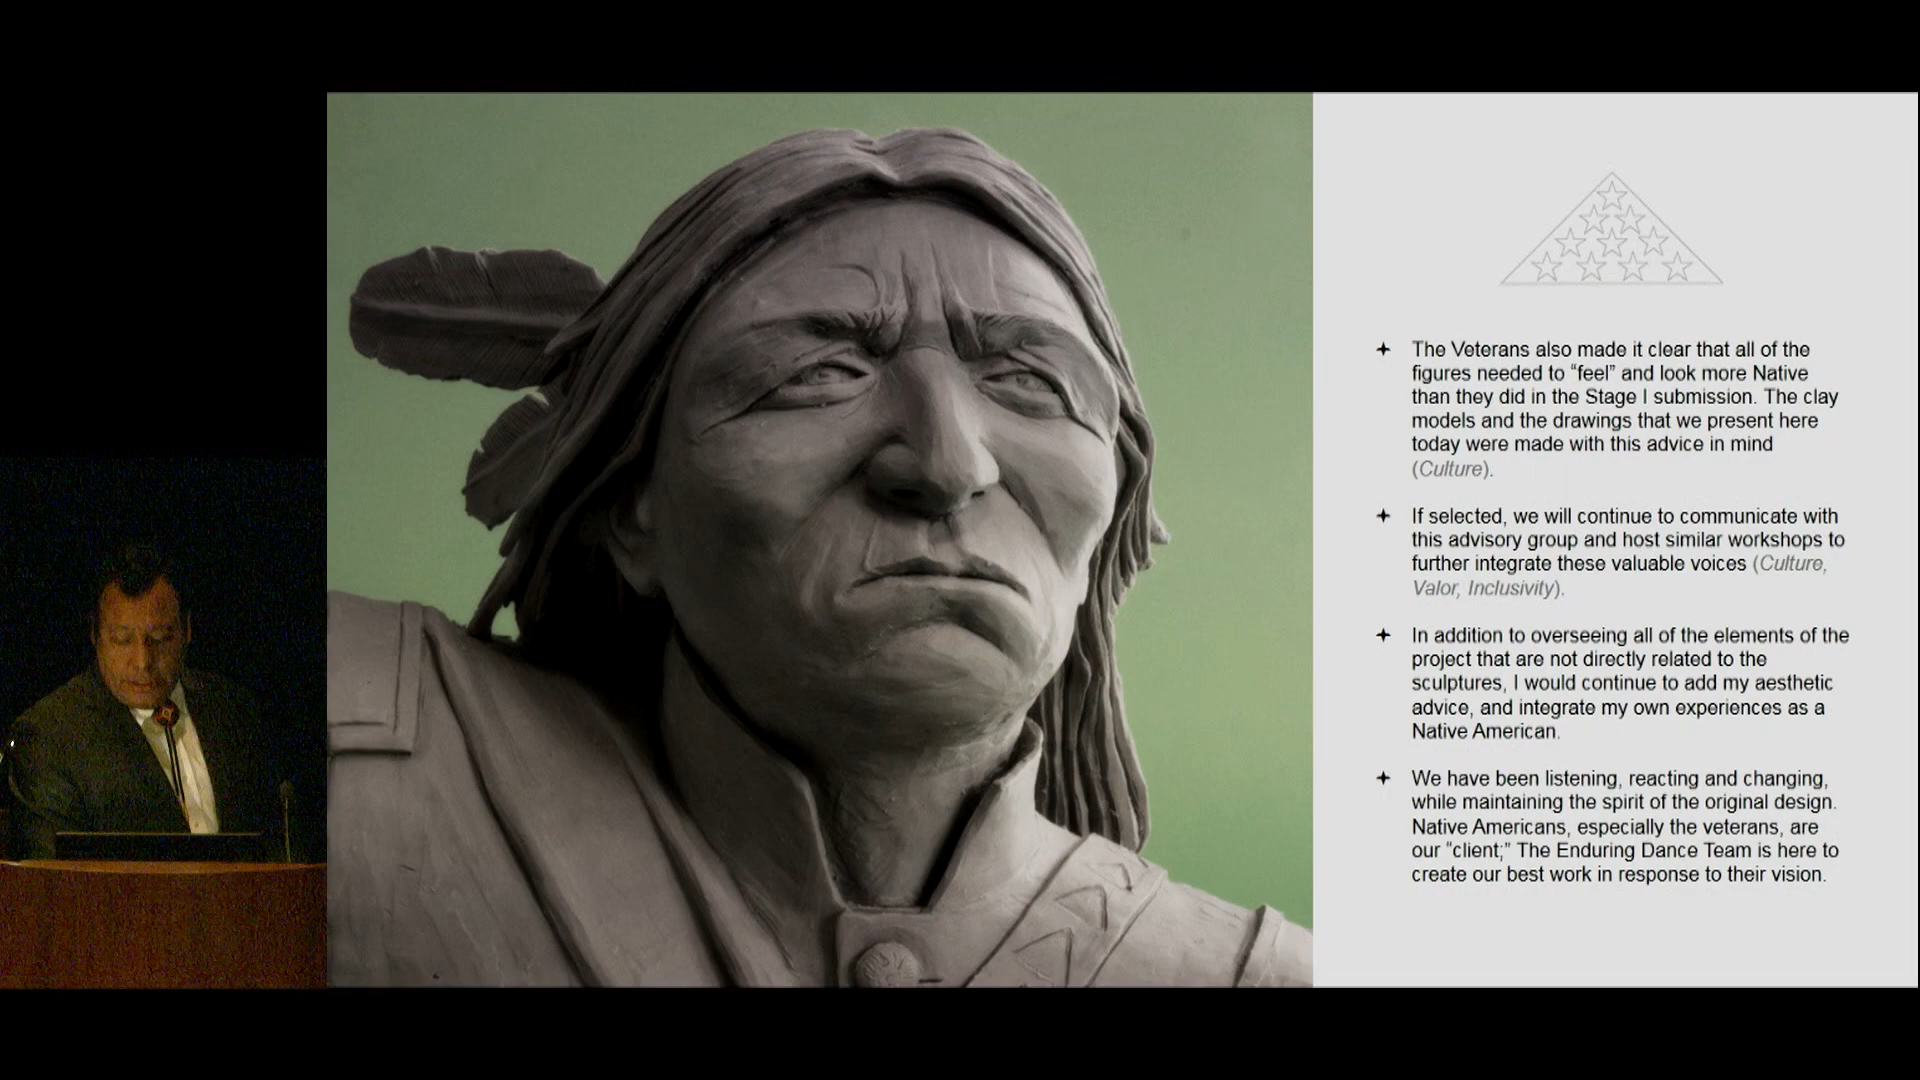 The Veterans also made it clear that all of the
figures needed to “feel” and look more Native
than they did in the Stage I submission. The clay
models and the drawings that we present here
today were made with this advice in mind
(Culture).
If selected, we will continue to communicate with
this advisory group and host similar workshops to
further integrate these valuable voices (Culture,
Valor, Inclusivity).
In addition to overseeing all of the elements of the
project that are not directly related to the
sculptures, I would continue to add my aesthetic
advice, and integrate my own experiences as a
Native American.
We have been listening, reacting and changing,
while maintaining the spirit of the original design.
Native Americans, especially the veterans, are
our “client;” The Enduring Dance Team is here to
create our best work in response to their vision.